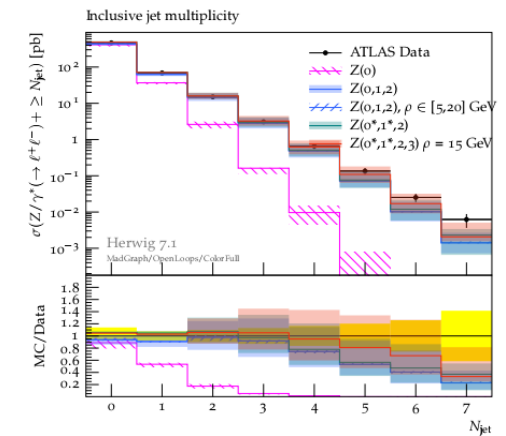 Inclusive jet multiplicity
σ(Z/γ*(→ ℓ⁺ℓ⁻)+ ≥ N_jet) [pb]
10²
10¹
1
10⁻¹
10⁻²
10⁻³
ATLAS Data
Z(0)
Z(0,1,2)
Z(0,1,2), ρ ∈ [5,20] GeV
Z(0*,1*,2)
Z(0*,1*,2,3) ρ = 15 GeV
Herwig 7.1
MadGraph/OpenLoops/ColorFull
MC/Data
1.8
1.6
1.4
1.2
1
0.8
0.6
0.4
0.2
0 1 2 3 4 5 6 7
N_jet